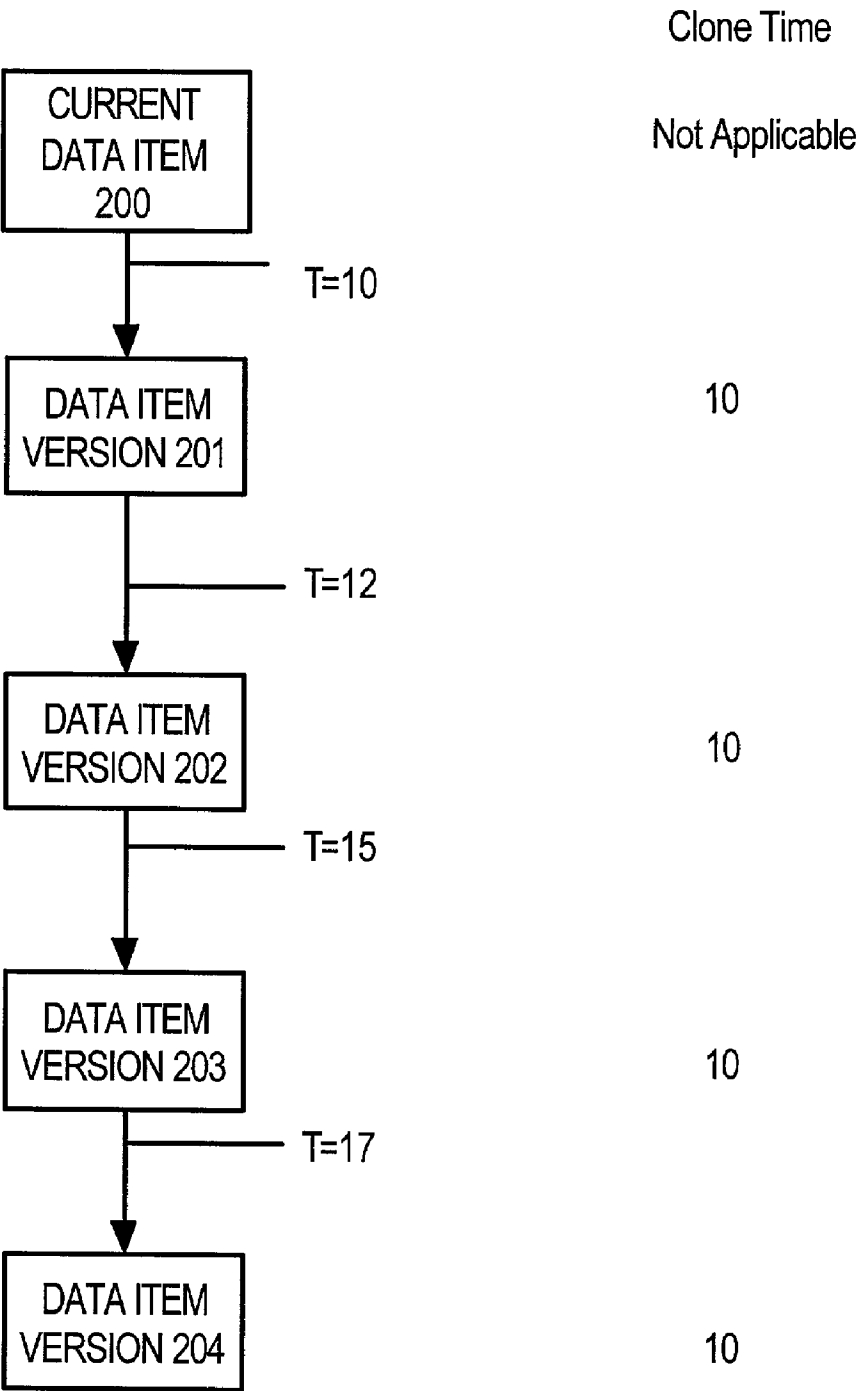 Clone Time
CURRENT
DATA ITEM
200
Not Applicable
T=10
DATA ITEM
VERSION 201
10
T=12
DATA ITEM
VERSION 202
10
T=15
DATA ITEM
VERSION 203
10
T=17
DATA ITEM
VERSION 204
10